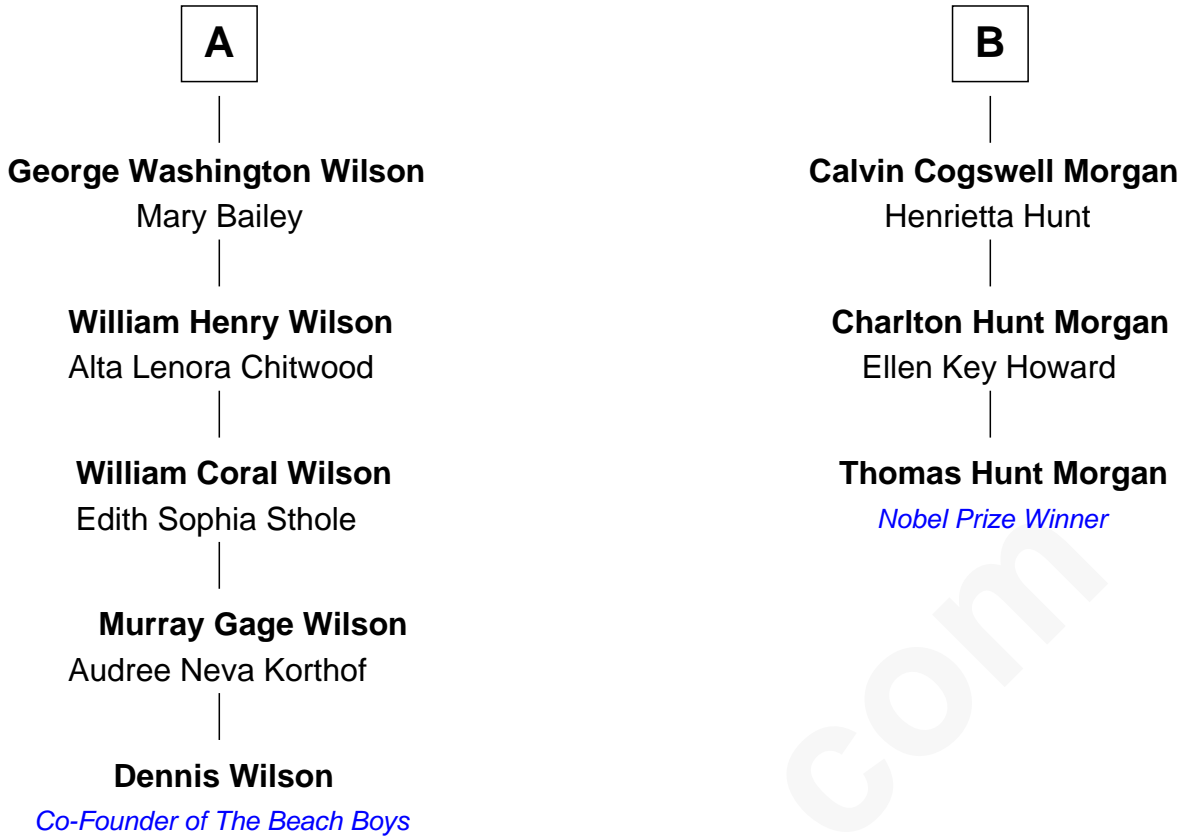 A
George Washington Wilson
Mary Bailey
William Henry Wilson
Alta Lenora Chitwood
William Coral Wilson
Edith Sophia Sthole
Murray Gage Wilson
Audree Neva Korthof
Dennis Wilson
Co-Founder of The Beach Boys
B
Calvin Cogswell Morgan
Henrietta Hunt
Charlton Hunt Morgan
Ellen Key Howard
Thomas Hunt Morgan
Nobel Prize Winner
com